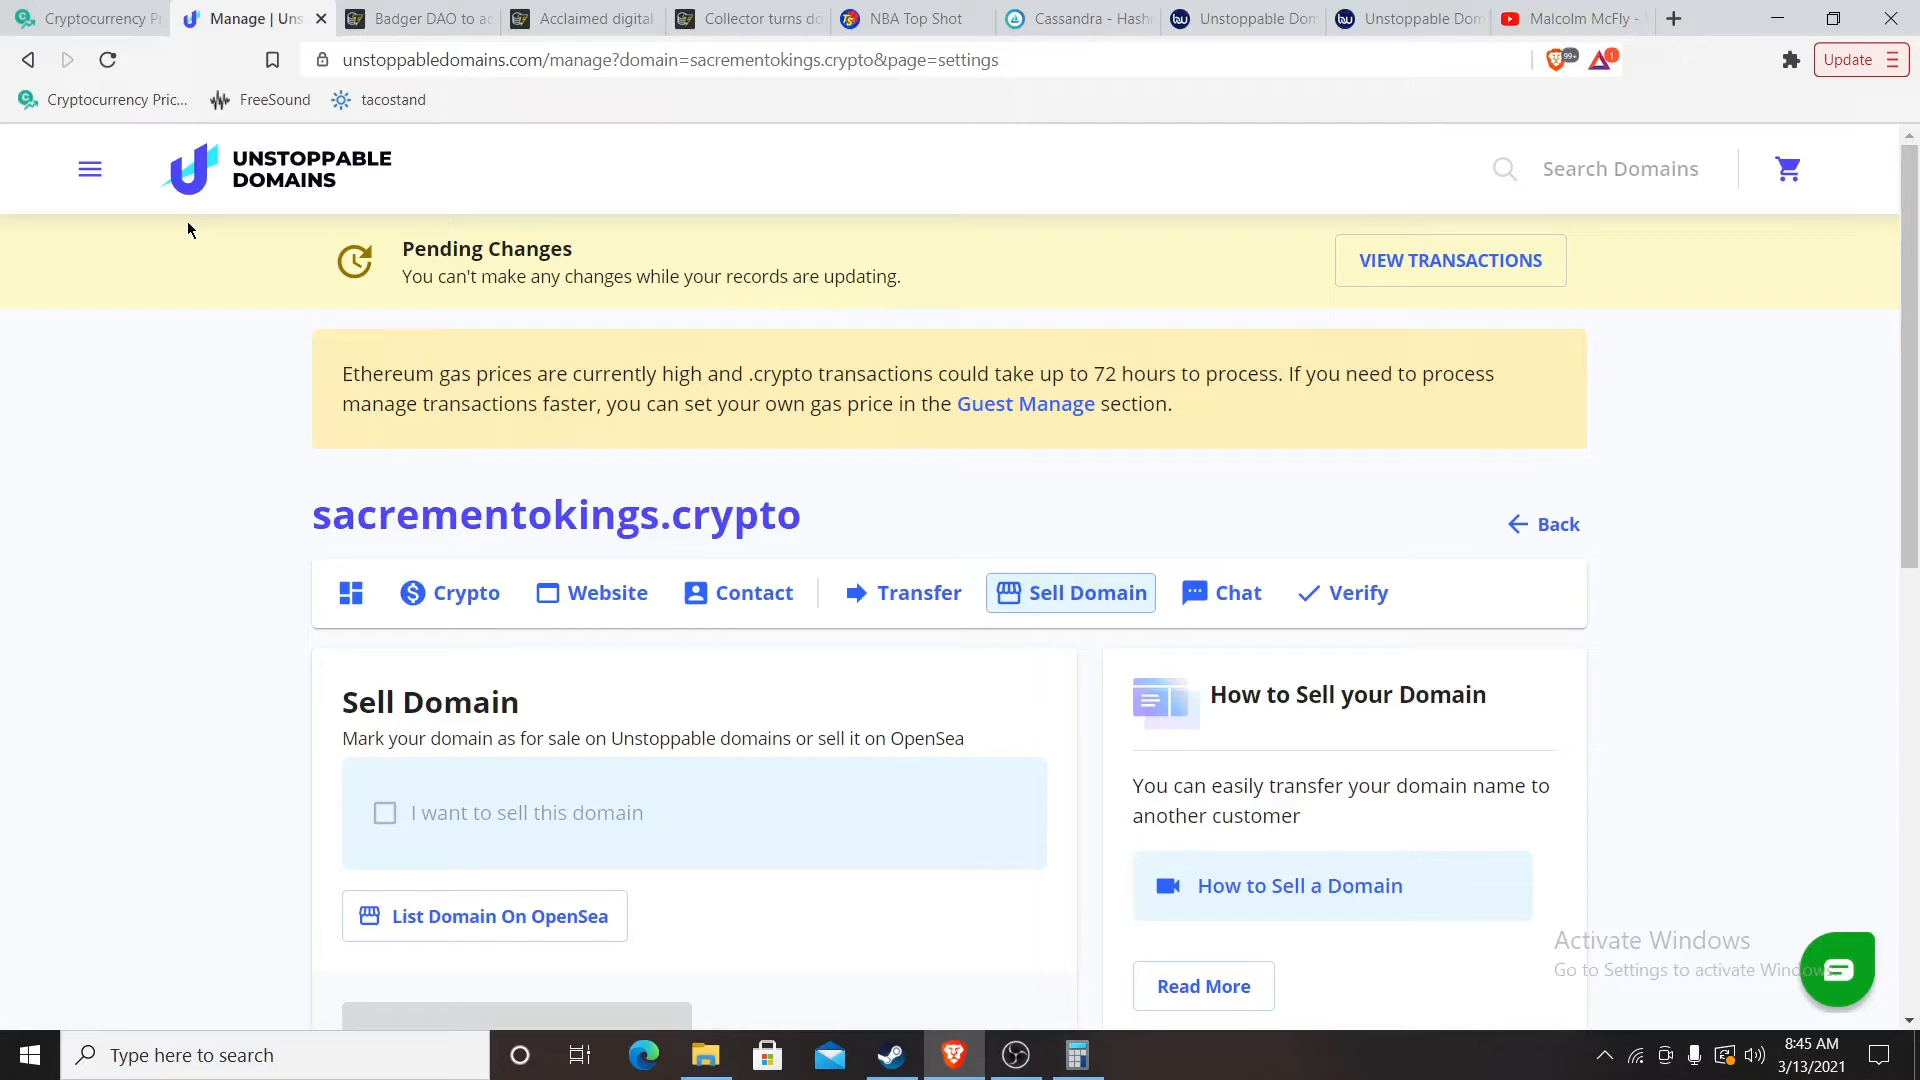 Cryptocurrency Pr
Manage | Uns
Badger DAO to ac
Acclaimed digital
Collector turns do
NBA Top Shot
Cassandra - Hash
Unstoppable Dom
Unstoppable Dom
Malcolm McFly -
unstoppabledomains.com/manage?domain=sacrementokings.crypto&page=settings
99+
1
Update
Cryptocurrency Pric...
FreeSound
tacostand
UNSTOPPABLE
DOMAINS
Search Domains
Pending Changes
You can't make any changes while your records are updating.
VIEW TRANSACTIONS
Ethereum gas prices are currently high and .crypto transactions could take up to 72 hours to process. If you need to process
manage transactions faster, you can set your own gas price in the Guest Manage section.
sacrementokings.crypto
Back
Crypto
Website
Contact
Transfer
Sell Domain
Chat
Verify
Sell Domain
Mark your domain as for sale on Unstoppable domains or sell it on OpenSea
I want to sell this domain
List Domain On OpenSea
How to Sell your Domain
You can easily transfer your domain name to
another customer
How to Sell a Domain
Read More
Activate Windows
Go to Settings to activate Windows.
Type here to search
8:45 AM
3/13/2021